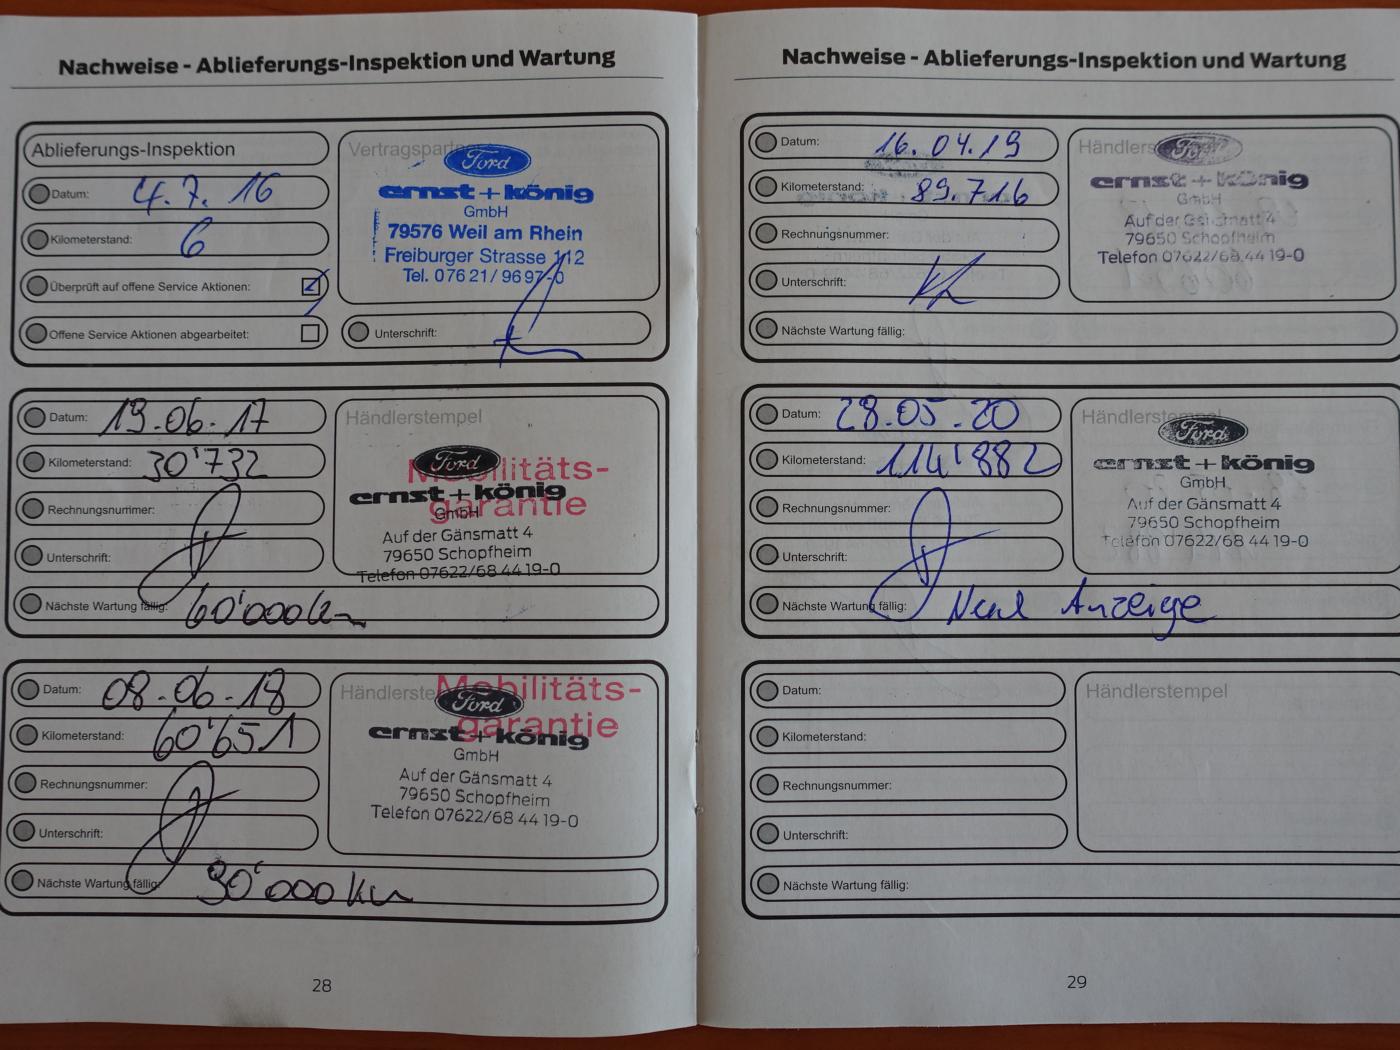 Nachweise - Ablieferungs-Inspektion und Wartung
Ablieferungs-Inspektion
Datum: 4.7.16
Kilometerstand: 6
Überprüft auf offene Service Aktionen:
Offene Service Aktionen abgearbeitet:
Vertragspartner
Ford
ernst+könig
GmbH
79576 Weil am Rhein
Freiburger Strasse 112
Tel. 07621/9697-0
Unterschrift:
Datum: 19.06.17
Kilometerstand: 30'732
Rechnungsnummer:
Unterschrift:
Nächste Wartung fällig: 60'000 km
Händlerstempel
Mobilitäts-
garantie
Ford
ernst+könig
GmbH
Auf der Gänsmatt 4
79650 Schopfheim
Telefon 07622/68 44 19-0
Datum: 08.06.18
Kilometerstand: 60'651
Rechnungsnummer:
Unterschrift:
Nächste Wartung fällig: 30'000 km
Händlerstempel
Mobilitäts-
garantie
Ford
ernst+könig
GmbH
Auf der Gänsmatt 4
79650 Schopfheim
Telefon 07622/68 44 19-0
28
Nachweise - Ablieferungs-Inspektion und Wartung
Datum: 16.04.19
Kilometerstand: 89.716
Rechnungsnummer:
Unterschrift:
Nächste Wartung fällig:
Händlerstempel
Ford
ernst+könig
GmbH
Auf der Gänsmatt 4
79650 Schopfheim
Telefon 07622/68 44 19-0
Datum: 28.05.20
Kilometerstand: 114'882
Rechnungsnummer:
Unterschrift:
Nächste Wartung fällig: Anzeige
Händlerstempel
Ford
ernst+könig
GmbH
Auf der Gänsmatt 4
79650 Schopfheim
Telefon 07622/68 44 19-0
Datum:
Kilometerstand:
Rechnungsnummer:
Unterschrift:
Nächste Wartung fällig:
Händlerstempel
29